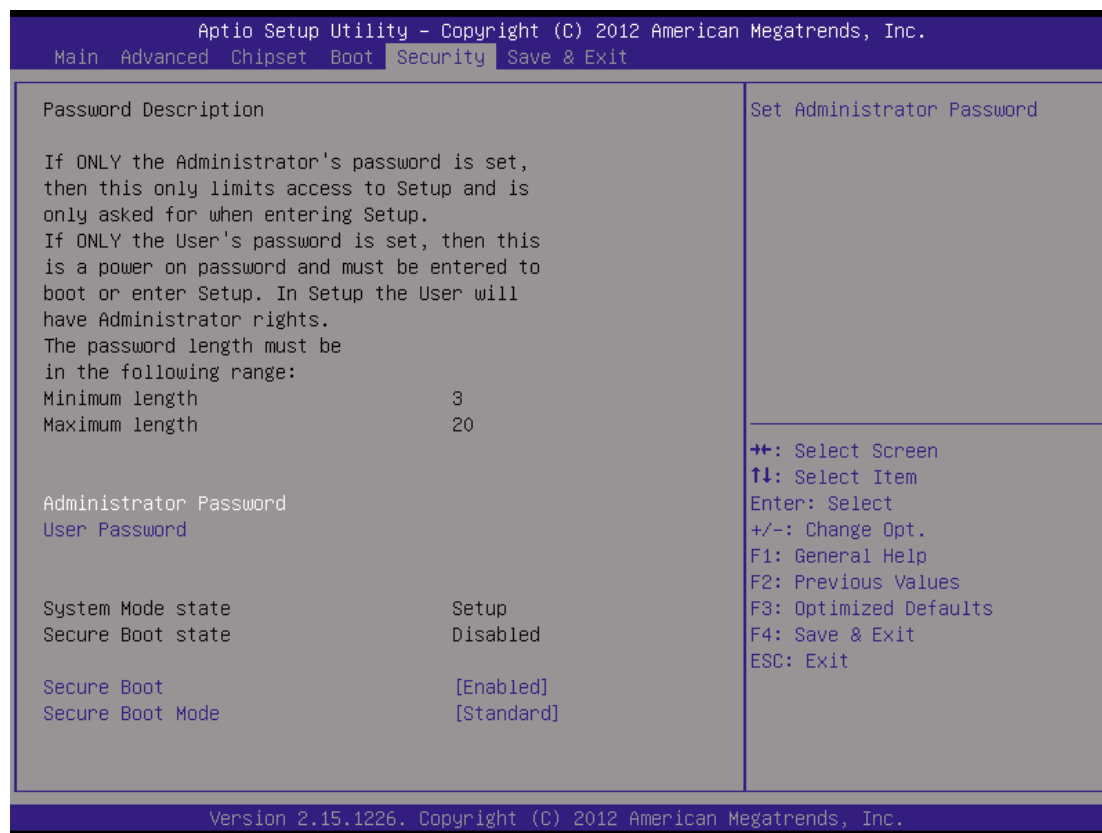 Aptio Setup Utility – Copyright (C) 2012 American Megatrends, Inc.
Main Advanced Chipset Boot Security Save & Exit
Password Description
If ONLY the Administrator's password is set,
then this only limits access to Setup and is
only asked for when entering Setup.
If ONLY the User's password is set, then this
is a power on password and must be entered to
boot or enter Setup. In Setup the User will
have Administrator rights.
The password length must be
in the following range:
Minimum length 3
Maximum length 20
Administrator Password
User Password
System Mode state Setup
Secure Boot state Disabled
Secure Boot [Enabled]
Secure Boot Mode [Standard]
Set Administrator Password
→←: Select Screen
↑↓: Select Item
Enter: Select
+/-: Change Opt.
F1: General Help
F2: Previous Values
F3: Optimized Defaults
F4: Save & Exit
ESC: Exit
Version 2.15.1226. Copyright (C) 2012 American Megatrends, Inc.